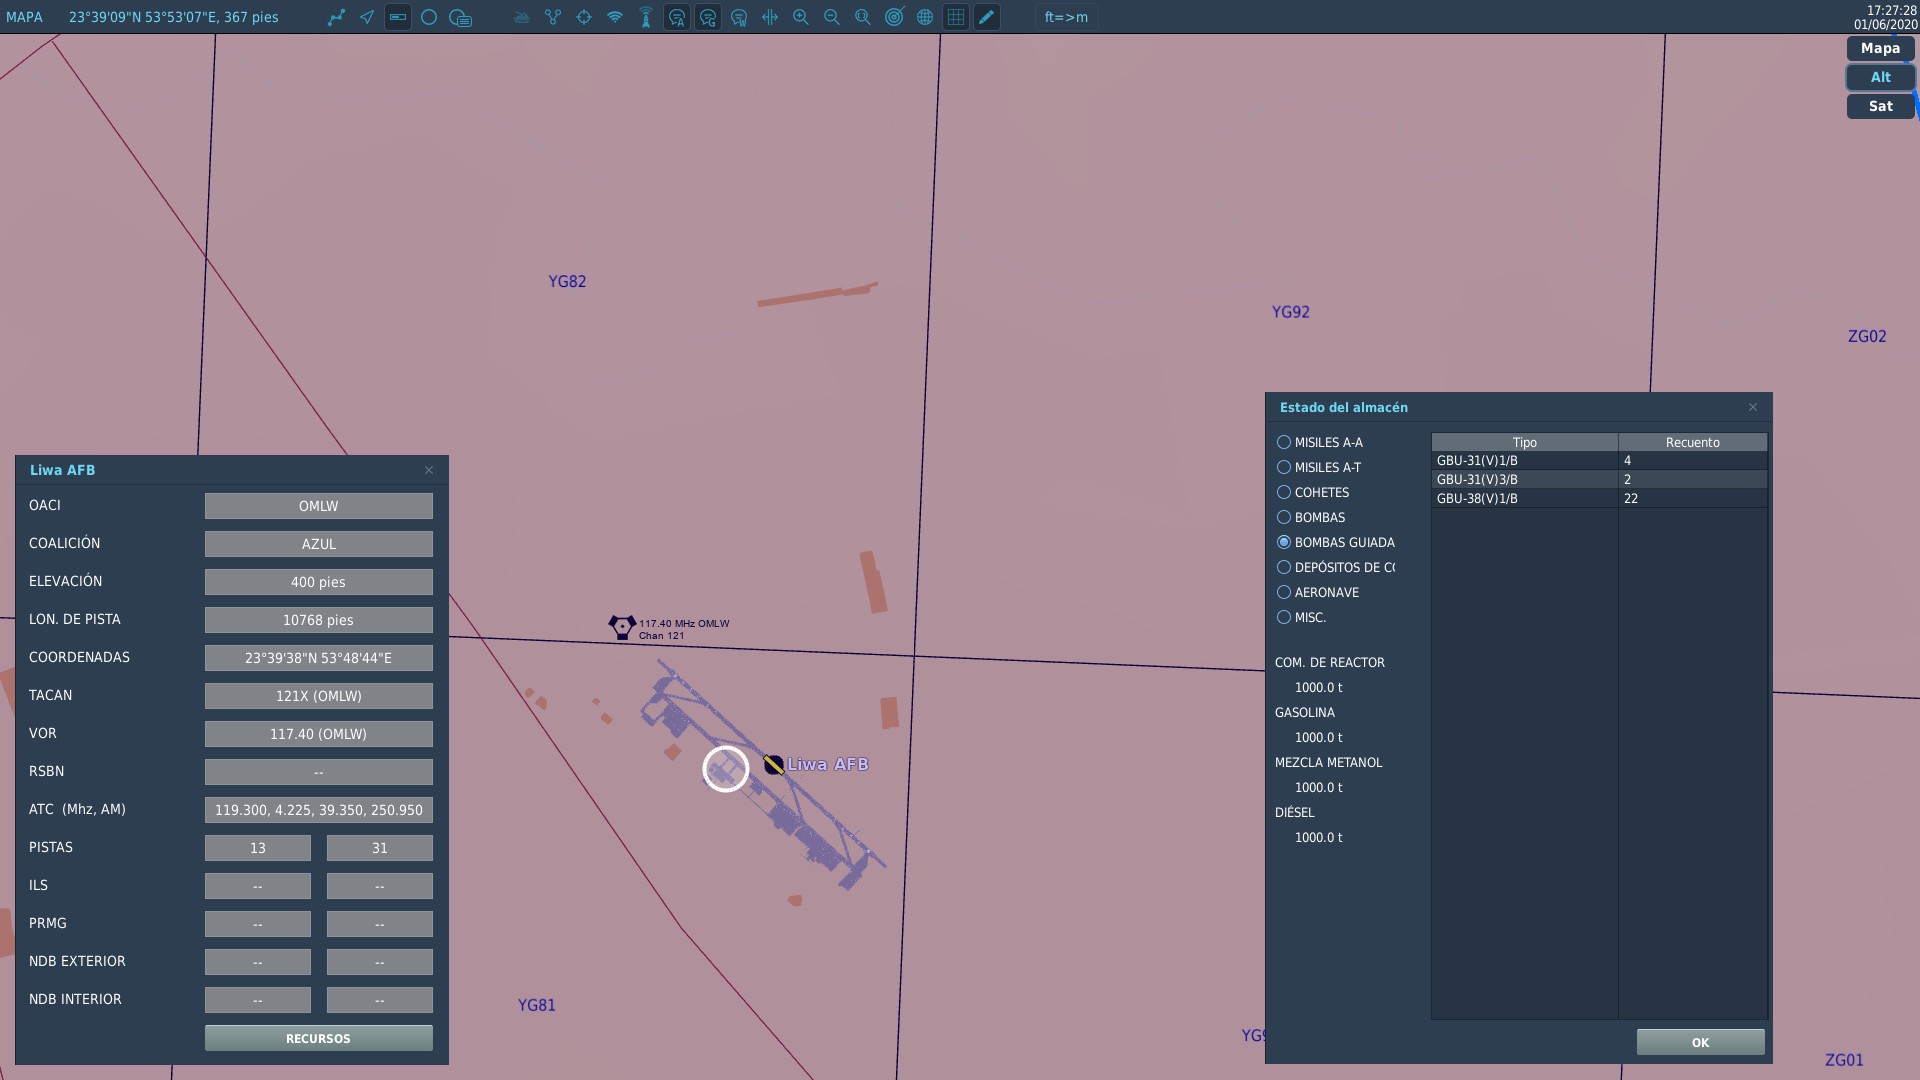 MAPA 23°39'09"N 53°53'07"E, 367 pies ft=>m 17:27:28
01/06/2020
Mapa
Alt
Sat
YG82
YG92
ZG02
117.40 MHz OMLW
Chan 121
Liwa AFB
YG81
ZG01
Liwa AFB
OACI OMLW
COALICIÓN AZUL
ELEVACIÓN 400 pies
LON. DE PISTA 10768 pies
COORDENADAS 23°39'38"N 53°48'44"E
TACAN 121X (OMLW)
VOR 117.40 (OMLW)
RSBN --
ATC (Mhz, AM) 119.300, 4.225, 39.350, 250.950
PISTAS 13 31
ILS -- --
PRMG -- --
NDB EXTERIOR -- --
NDB INTERIOR -- --
RECURSOS
Estado del almacén
MISILES A-A
MISILES A-T
COHETES
BOMBAS
BOMBAS GUIADA
DEPÓSITOS DE
AERONAVE
MISC.
COM. DE REACTOR
1000.0 t
GASOLINA
1000.0 t
MEZCLA METANOL
1000.0 t
DIÉSEL
1000.0 t
Tipo Recuento
GBU-31(V)1/B 4
GBU-31(V)3/B 2
GBU-38(V)1/B 22
OK